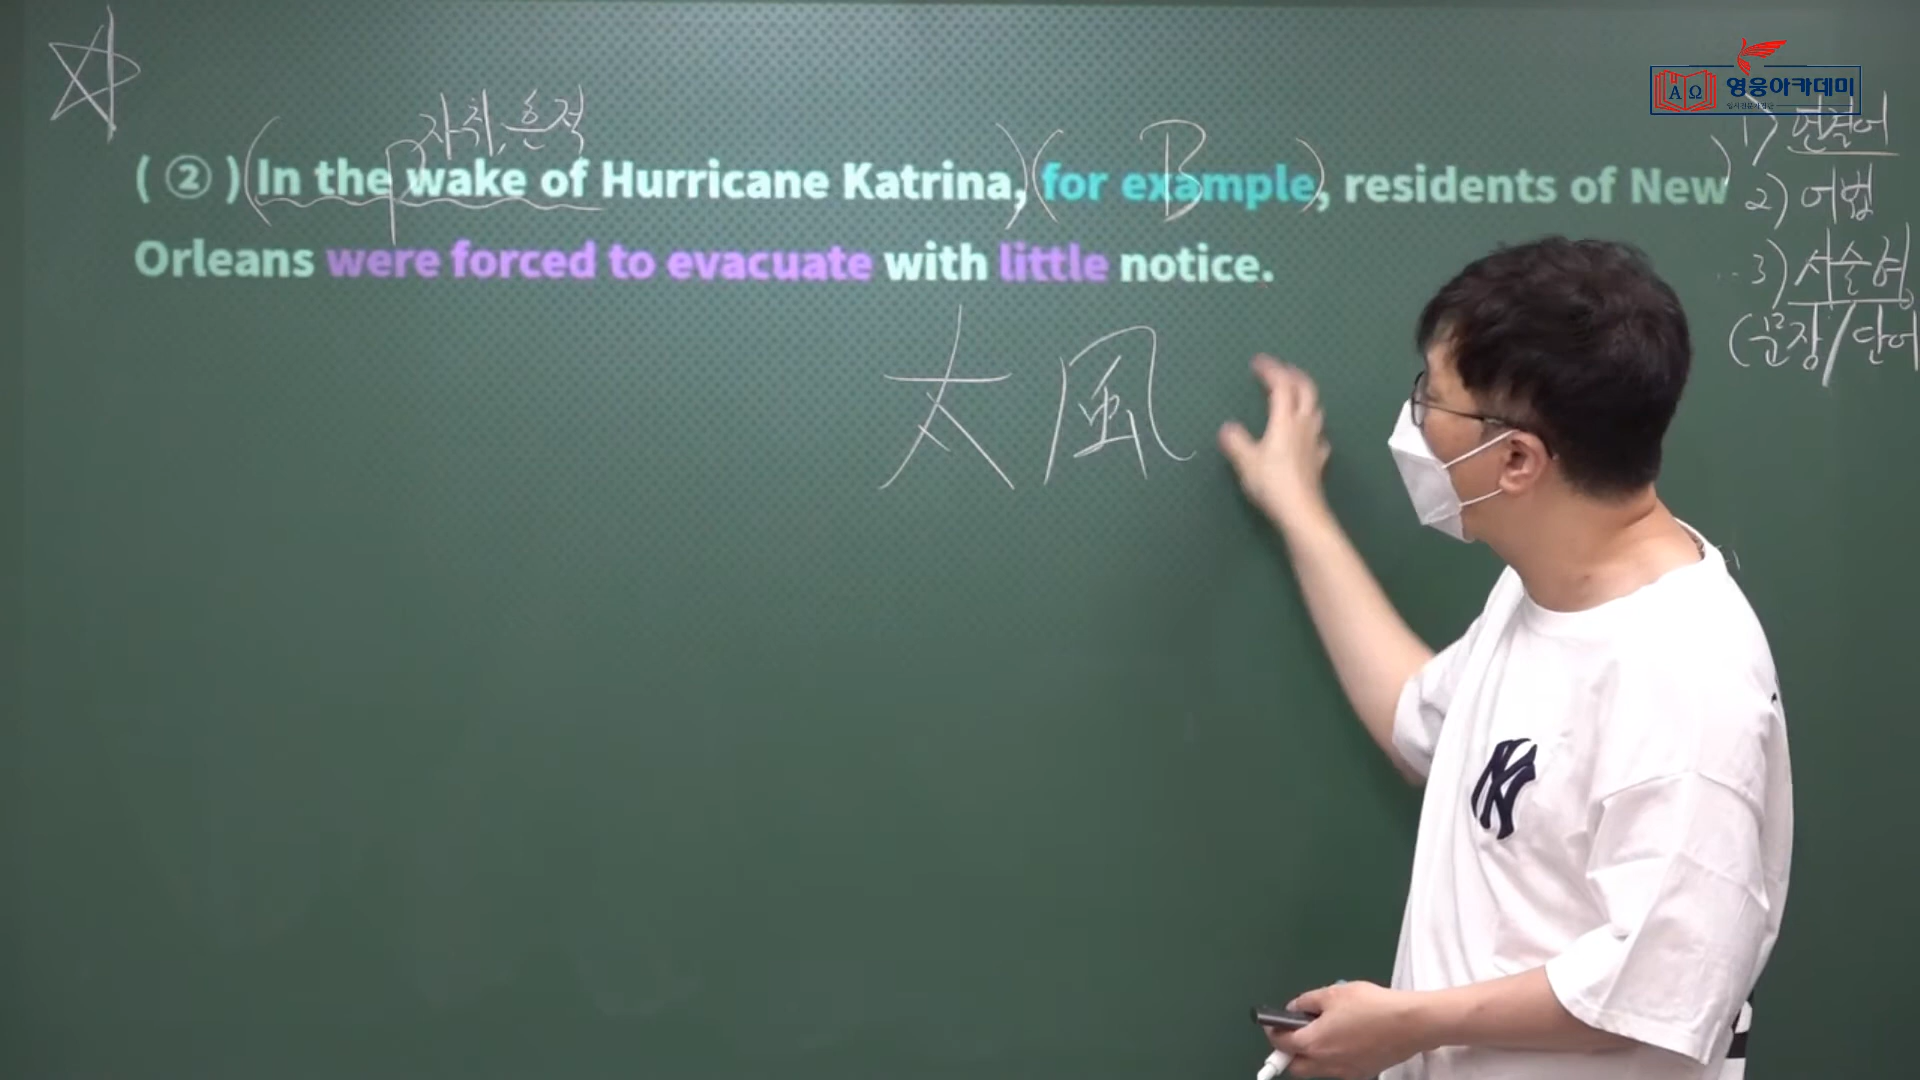 영웅아카데미
자취, 흔적
( ② ) In the wake of Hurricane Katrina, for example, residents of New
Orleans were forced to evacuate with little notice.
P
B
太風
1) 연결어
2) 어법
3) 서술형
(문장/단어